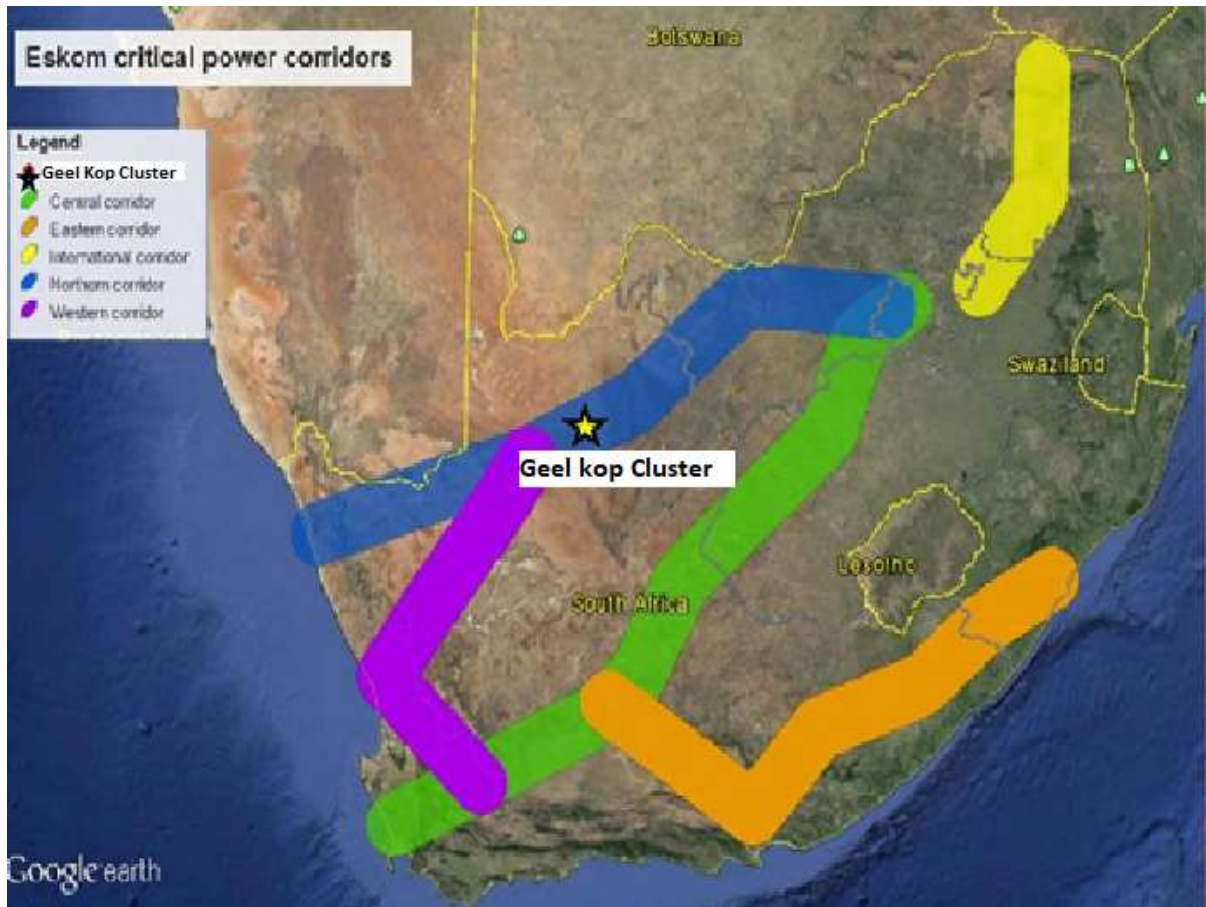 Eskom critical power corridors
Botswana
Legend
Geel Kop Cluster
Central corridor
Eastern corridor
International corridor
Northern corridor
Western corridor
Swaziland
Geel kop Cluster
Lesotho
South Africa
Google earth